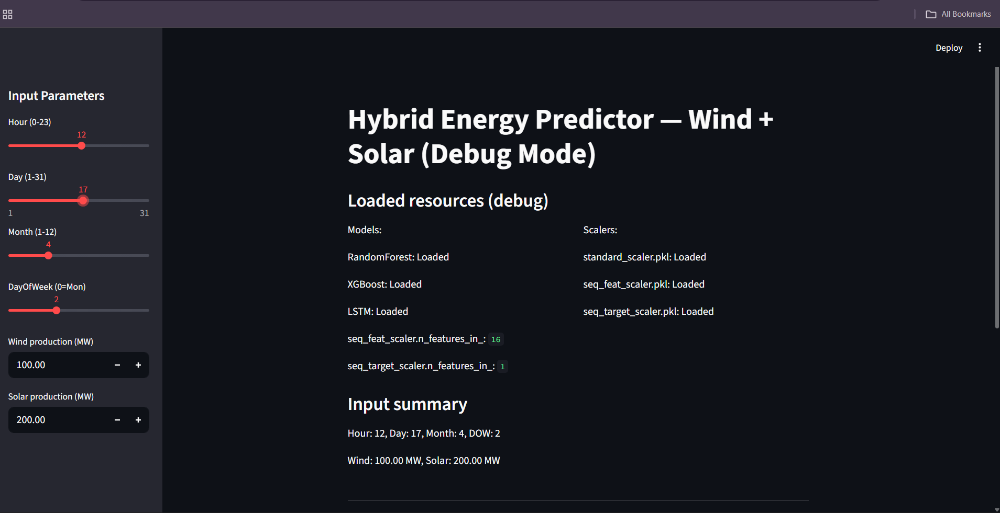 All Bookmarks
Deploy
Input Parameters
Hour (0-23)
12
Day (1-31)
17
1 31
Month (1-12)
4
DayOfWeek (0=Mon)
2
Wind production (MW)
100.00 − +
Solar production (MW)
200.00 − +
Hybrid Energy Predictor — Wind +
Solar (Debug Mode)
Loaded resources (debug)
Models:
RandomForest: Loaded
XGBoost: Loaded
LSTM: Loaded
seq_feat_scaler.n_features_in_: 16
seq_target_scaler.n_features_in_: 1
Scalers:
standard_scaler.pkl: Loaded
seq_feat_scaler.pkl: Loaded
seq_target_scaler.pkl: Loaded
Input summary
Hour: 12, Day: 17, Month: 4, DOW: 2
Wind: 100.00 MW, Solar: 200.00 MW